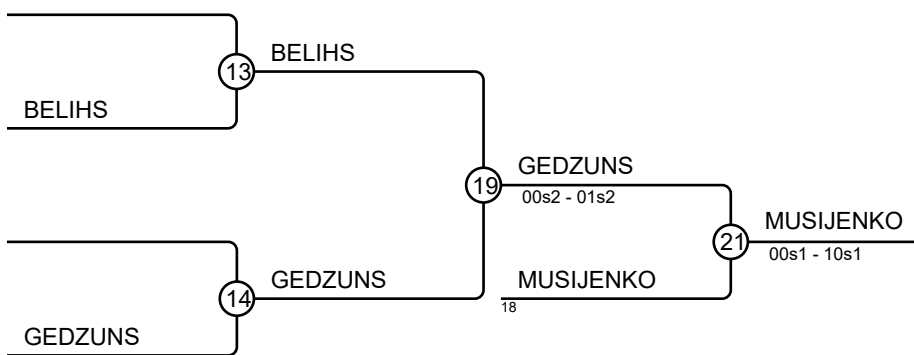 BELIHS
13
BELIHS
GEDZUNS
19
00s2 - 01s2
MUSIJENKO
21
00s1 - 10s1
GEDZUNS
MUSIJENKO
14
18
GEDZUNS